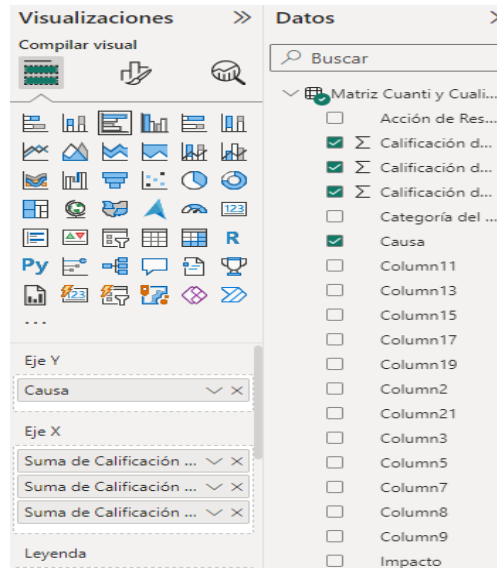 Visualizaciones
Compilar visual
123
R
Py
123
...
Eje Y
Causa
Eje X
Suma de Calificación ...
Suma de Calificación ...
Suma de Calificación ...
Leyenda
Datos
Buscar
Matriz Cuanti y Cuali...
Acción de Res...
Calificación d...
Calificación d...
Calificación d...
Categoría del ...
Causa
Column11
Column13
Column15
Column17
Column19
Column2
Column21
Column3
Column5
Column7
Column8
Column9
Impacto